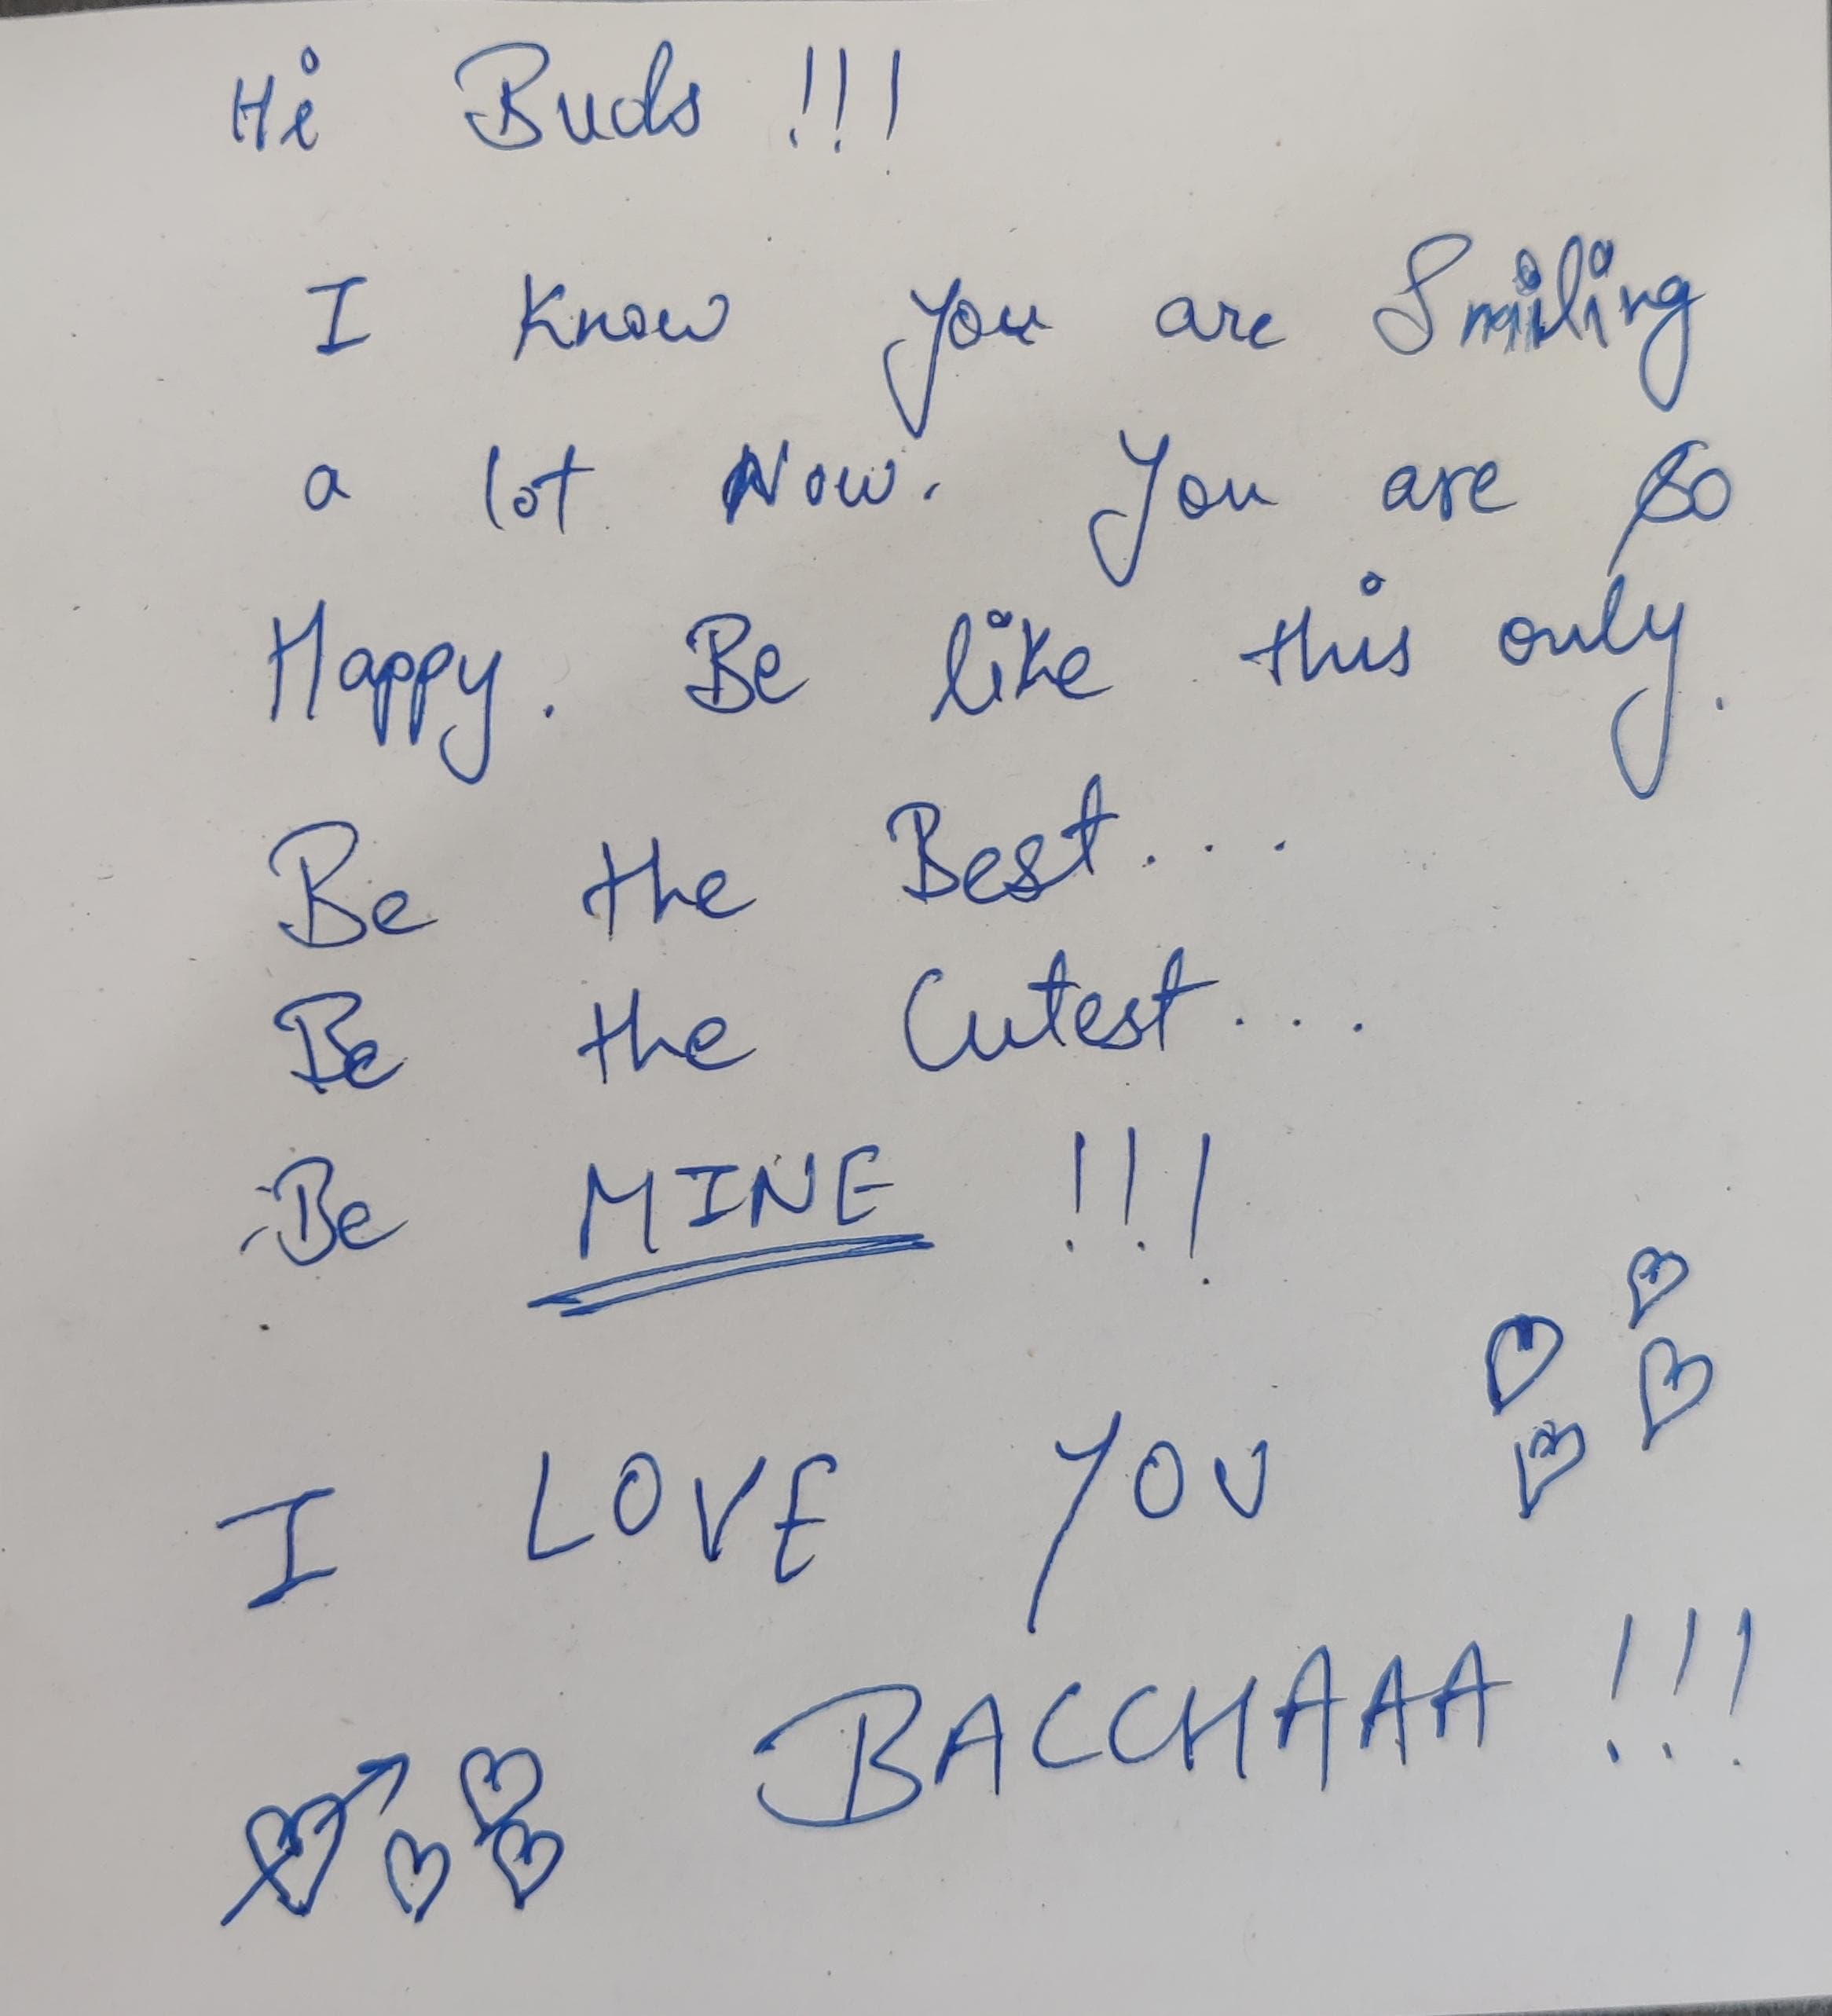 Hi Buds !!!
I Know you are Smiling
a lot Now. You are so
Happy. Be like this only.
Be the Best...
Be the Cutest...
Be MINE !!!
I LOVE YOU
BACCHAAA !!!